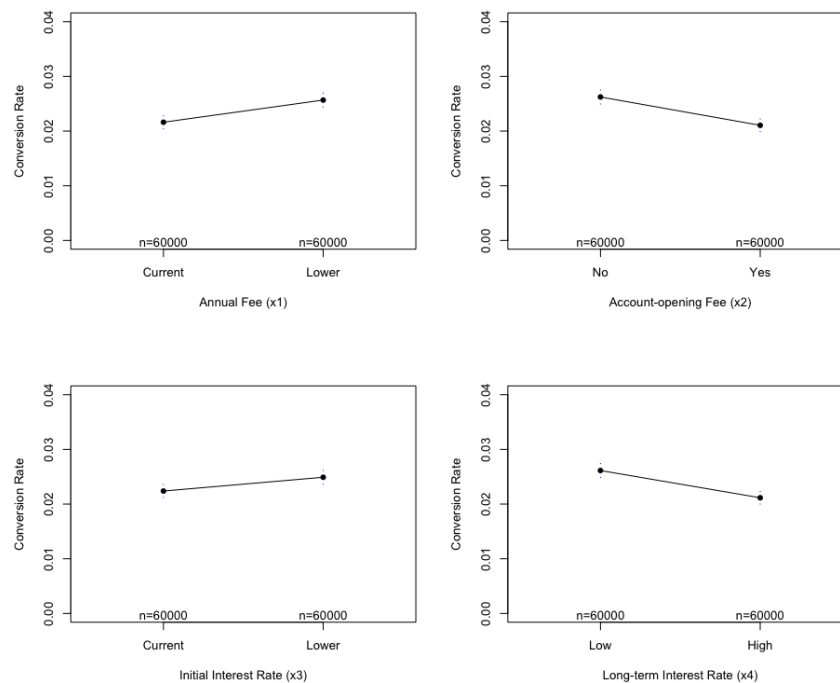 Conversion Rate
0.00 0.01 0.02 0.03 0.04
n=60000 n=60000
Current Lower
Annual Fee (x1)
Conversion Rate
0.00 0.01 0.02 0.03 0.04
n=60000 n=60000
No Yes
Account-opening Fee (x2)
Conversion Rate
0.00 0.01 0.02 0.03 0.04
n=60000 n=60000
Current Lower
Initial Interest Rate (x3)
Conversion Rate
0.00 0.01 0.02 0.03 0.04
n=60000 n=60000
Low High
Long-term Interest Rate (x4)